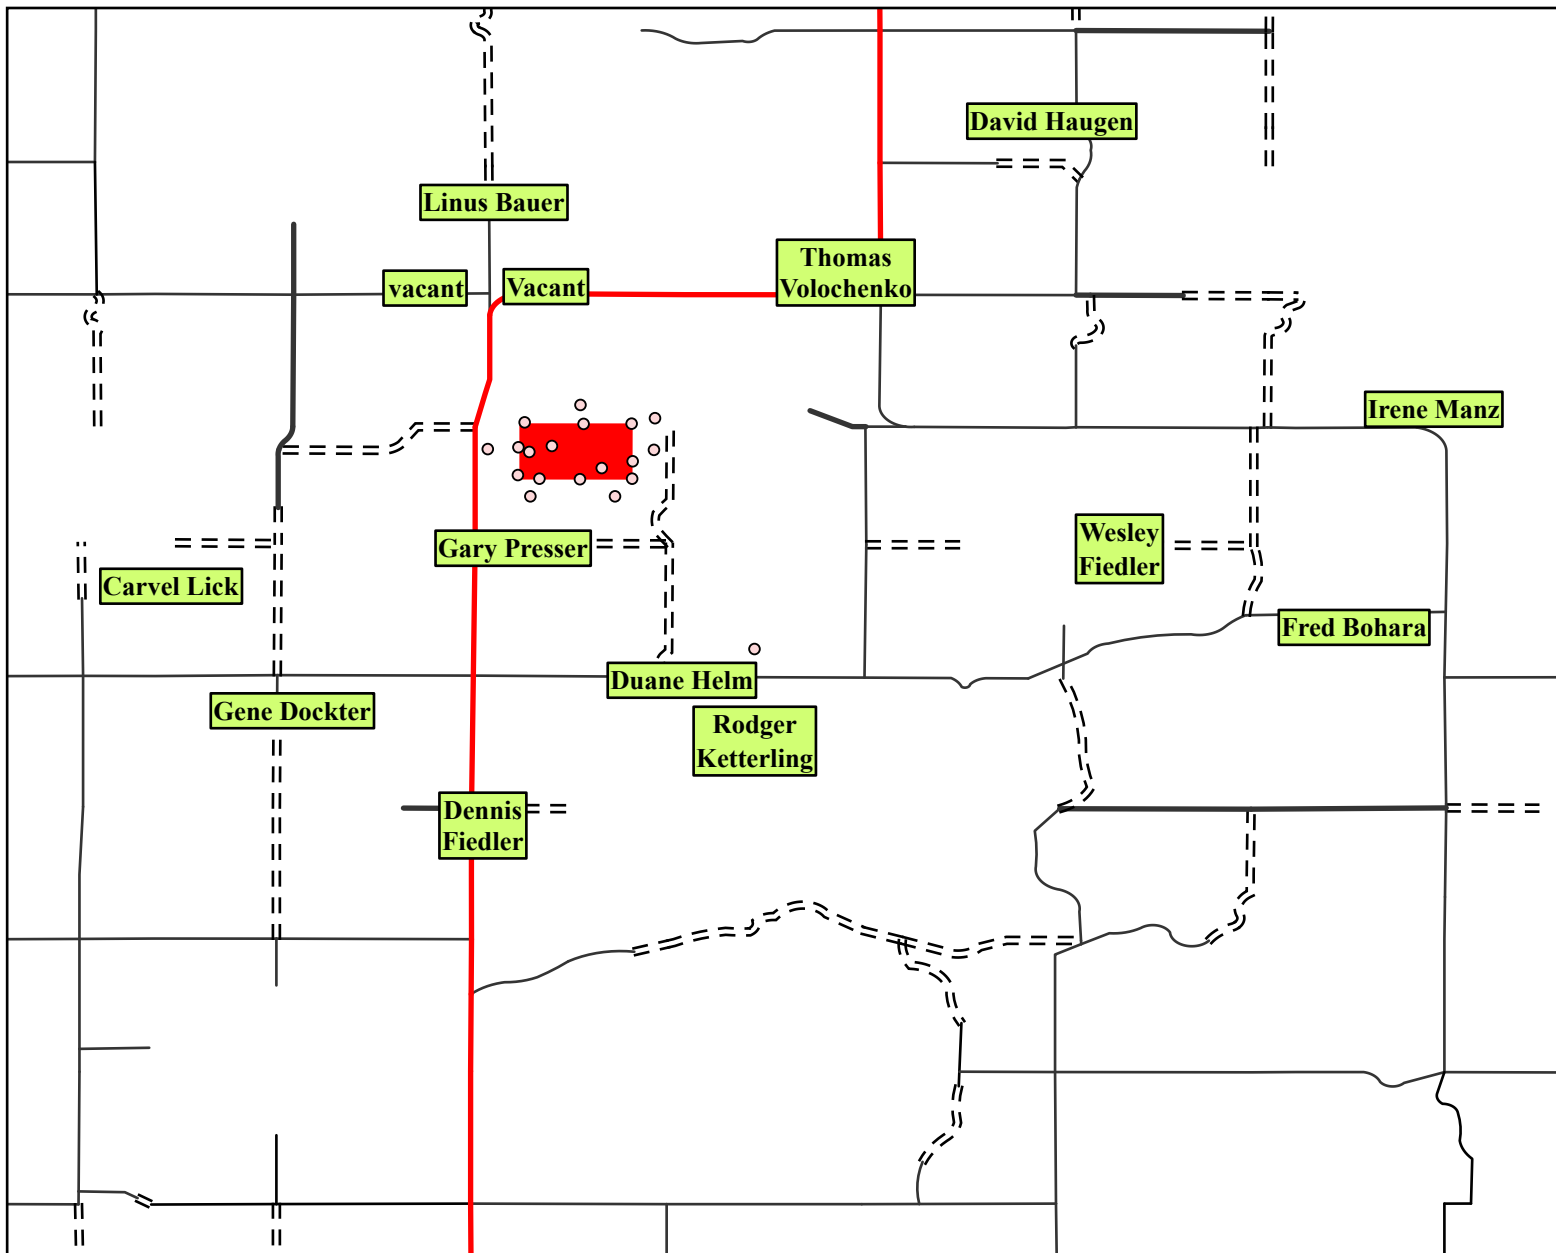 David Haugen
Linus Bauer
Thomas
Volochenko
vacant
Vacant
Irene Manz
Gary Presser
Wesley
Fiedler
Carvel Lick
Fred Bohara
Duane Helm
Gene Dockter
Rodger
Ketterling
Dennis
Fiedler